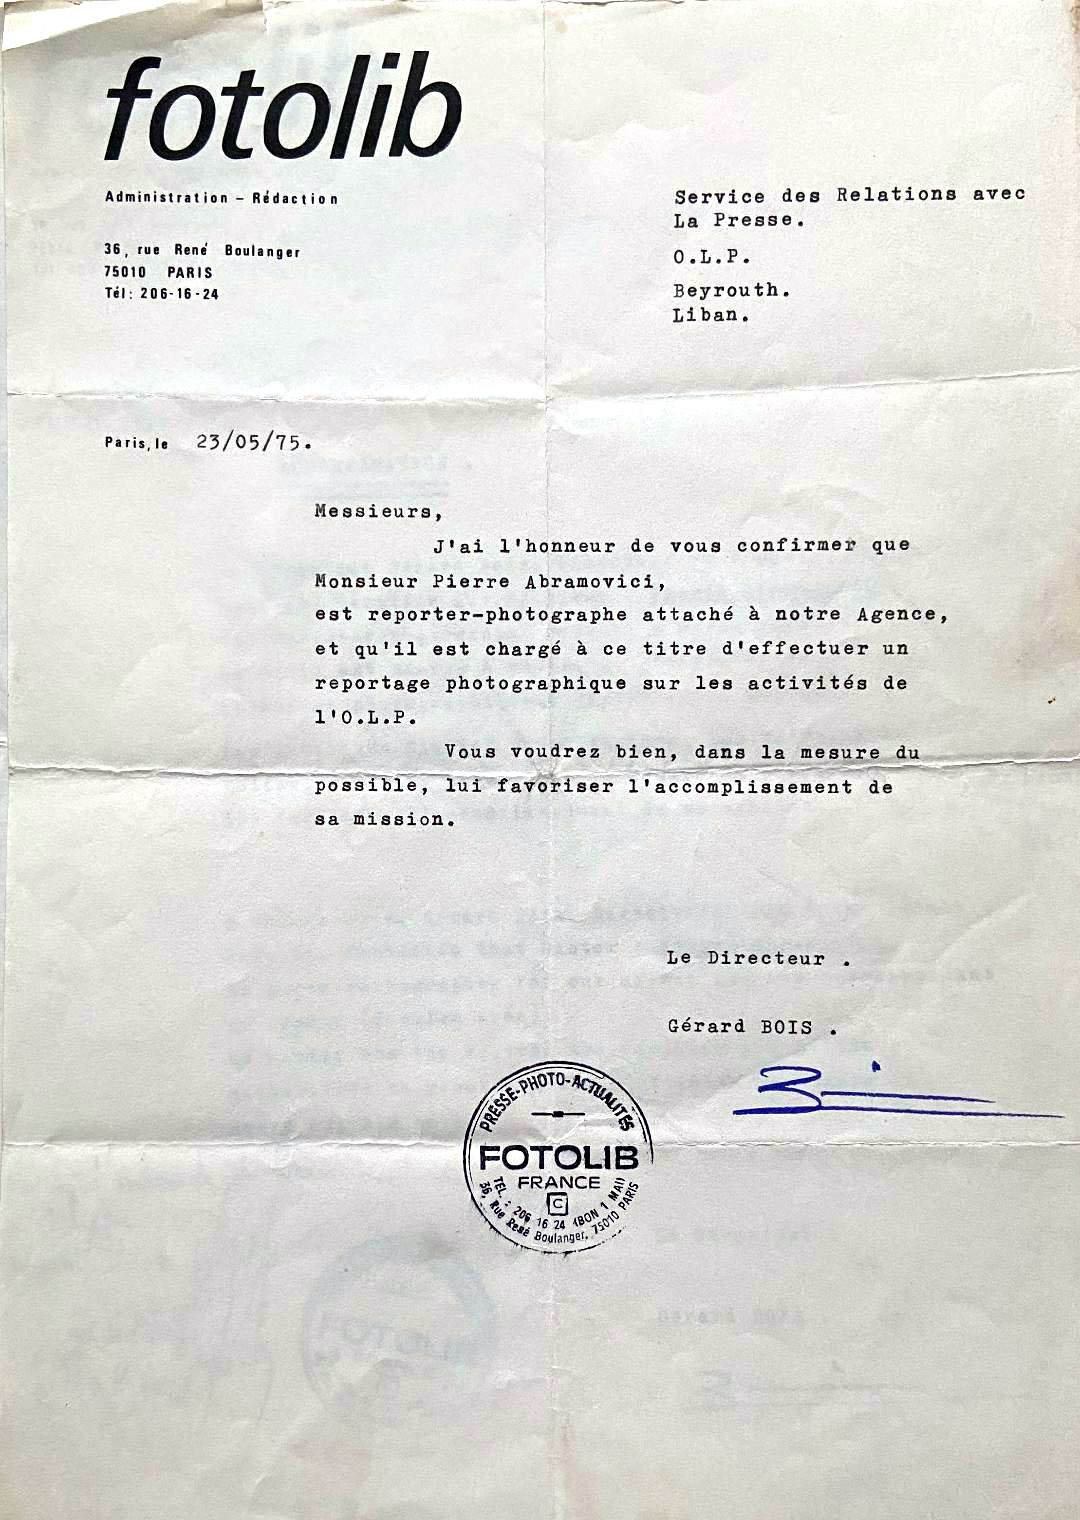 fotolib
Administration – Rédaction
36, rue René Boulanger
75010 PARIS
Tél: 206-16-24
Service des Relations avec
La Presse.
O.L.P.
Beyrouth.
Liban.
Paris, le 23/05/75.
Messieurs,
J'ai l'honneur de vous confirmer que
Monsieur Pierre Abramovici,
est reporter-photographe attaché à notre Agence,
et qu'il est chargé à ce titre d'effectuer un
reportage photographique sur les activités de
l'O.L.P.
Vous voudrez bien, dans la mesure du
possible, lui favoriser l'accomplissement de
sa mission.
Le Directeur .
Gérard BOIS .
PRESSE-PHOTO-ACTUALITÉS
FOTOLIB
FRANCE
C
TEL. : 206 16 24
36, Rue René Boulanger, 75010 PARIS